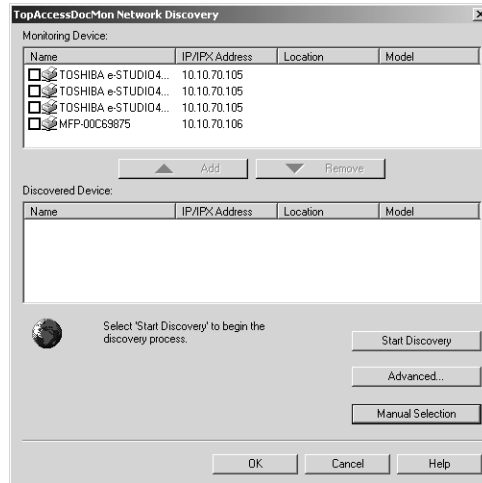 TopAccessDocMon Network Discovery
Monitoring Device:
Name IP/IPX Address Location Model
TOSHIBA e-STUDIO4... 10.10.70.105
TOSHIBA e-STUDIO4... 10.10.70.105
TOSHIBA e-STUDIO4... 10.10.70.105
MFP-00C69875 10.10.70.106
Add Remove
Discovered Device:
Name IP/IPX Address Location Model
Select 'Start Discovery' to begin the
discovery process.
Start Discovery
Advanced...
Manual Selection
OK Cancel Help